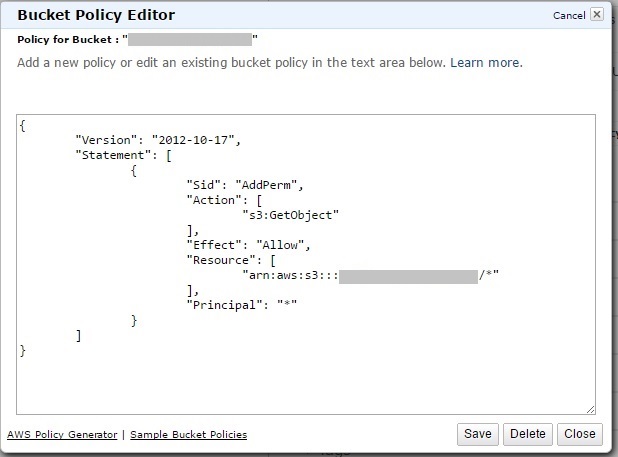 Bucket Policy Editor
Cancel
Policy for Bucket : " "
Add a new policy or edit an existing bucket policy in the text area below. Learn more.
{
"Version": "2012-10-17",
"Statement": [
{
"Sid": "AddPerm",
"Action": [
"s3:GetObject"
],
"Effect": "Allow",
"Resource": [
"arn:aws:s3::: /*"
],
"Principal": "*"
}
]
}
AWS Policy Generator | Sample Bucket Policies
Save Delete Close